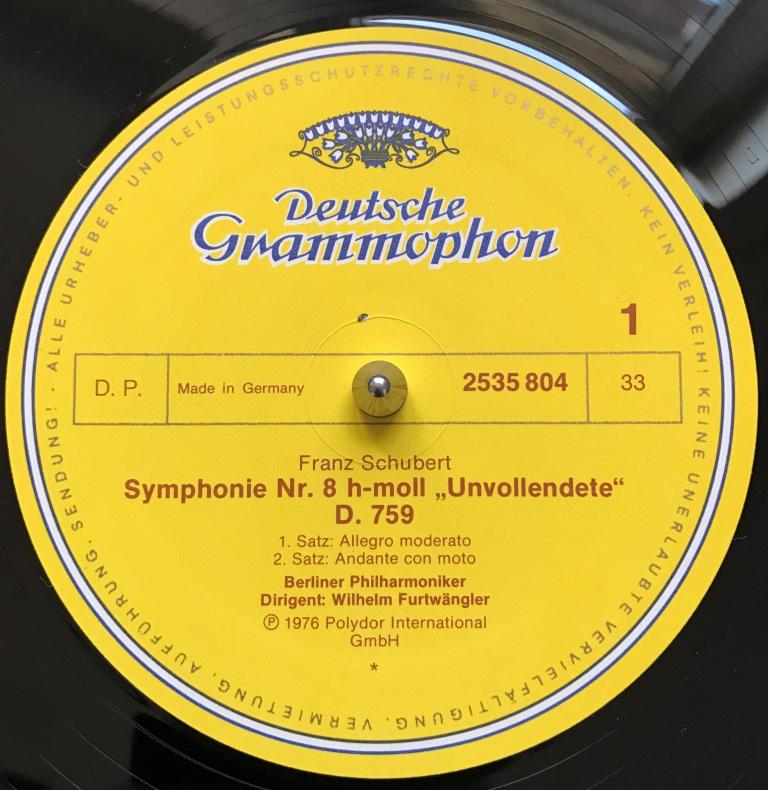 ALLE URHEBER- UND LEISTUNGSSCHUTZRECHTE VORBEHALTEN. KEIN VERLEIH! KEINE UNERLAUBTE VERVIELFÄLTIGUNG, VERMIETUNG, AUFFÜHRUNG, SENDUNG! ·
Deutsche
Grammophon
1
D. P. Made in Germany 2535 804 33
Franz Schubert
Symphonie Nr. 8 h-moll „Unvollendete“
D. 759
1. Satz: Allegro moderato
2. Satz: Andante con moto
Berliner Philharmoniker
Dirigent: Wilhelm Furtwängler
℗ 1976 Polydor International
GmbH
*